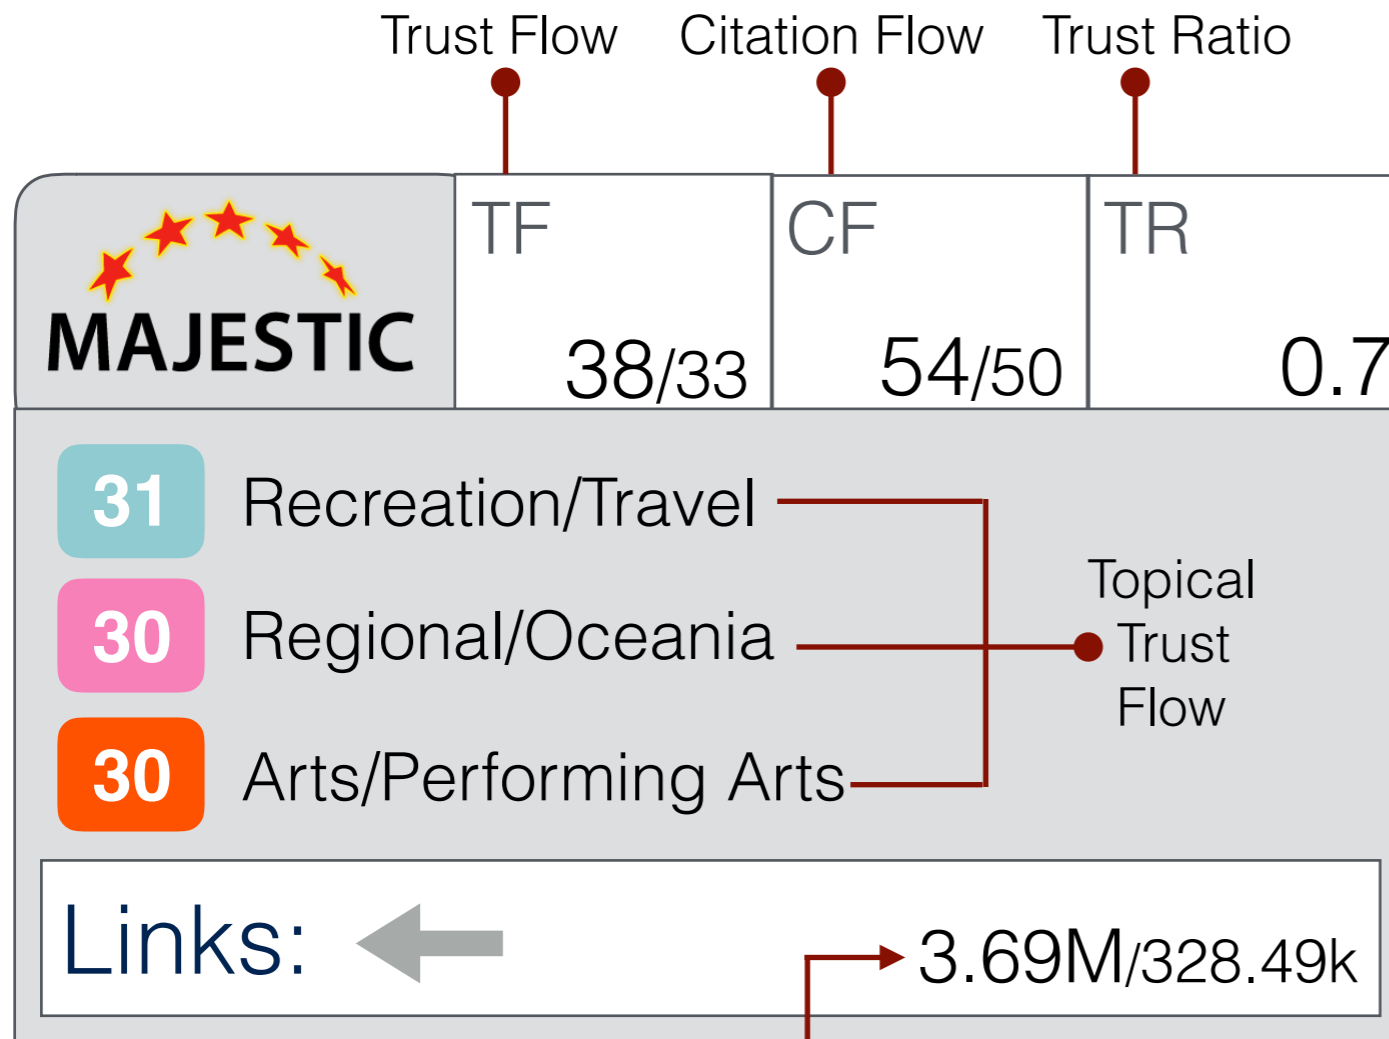 Trust Flow Citation Flow Trust Ratio
MAJESTIC
TF
38/33
CF
54/50
TR
0.7
31 Recreation/Travel
30 Regional/Oceania
30 Arts/Performing Arts
Topical
Trust
Flow
Links: 3.69M/328.49k